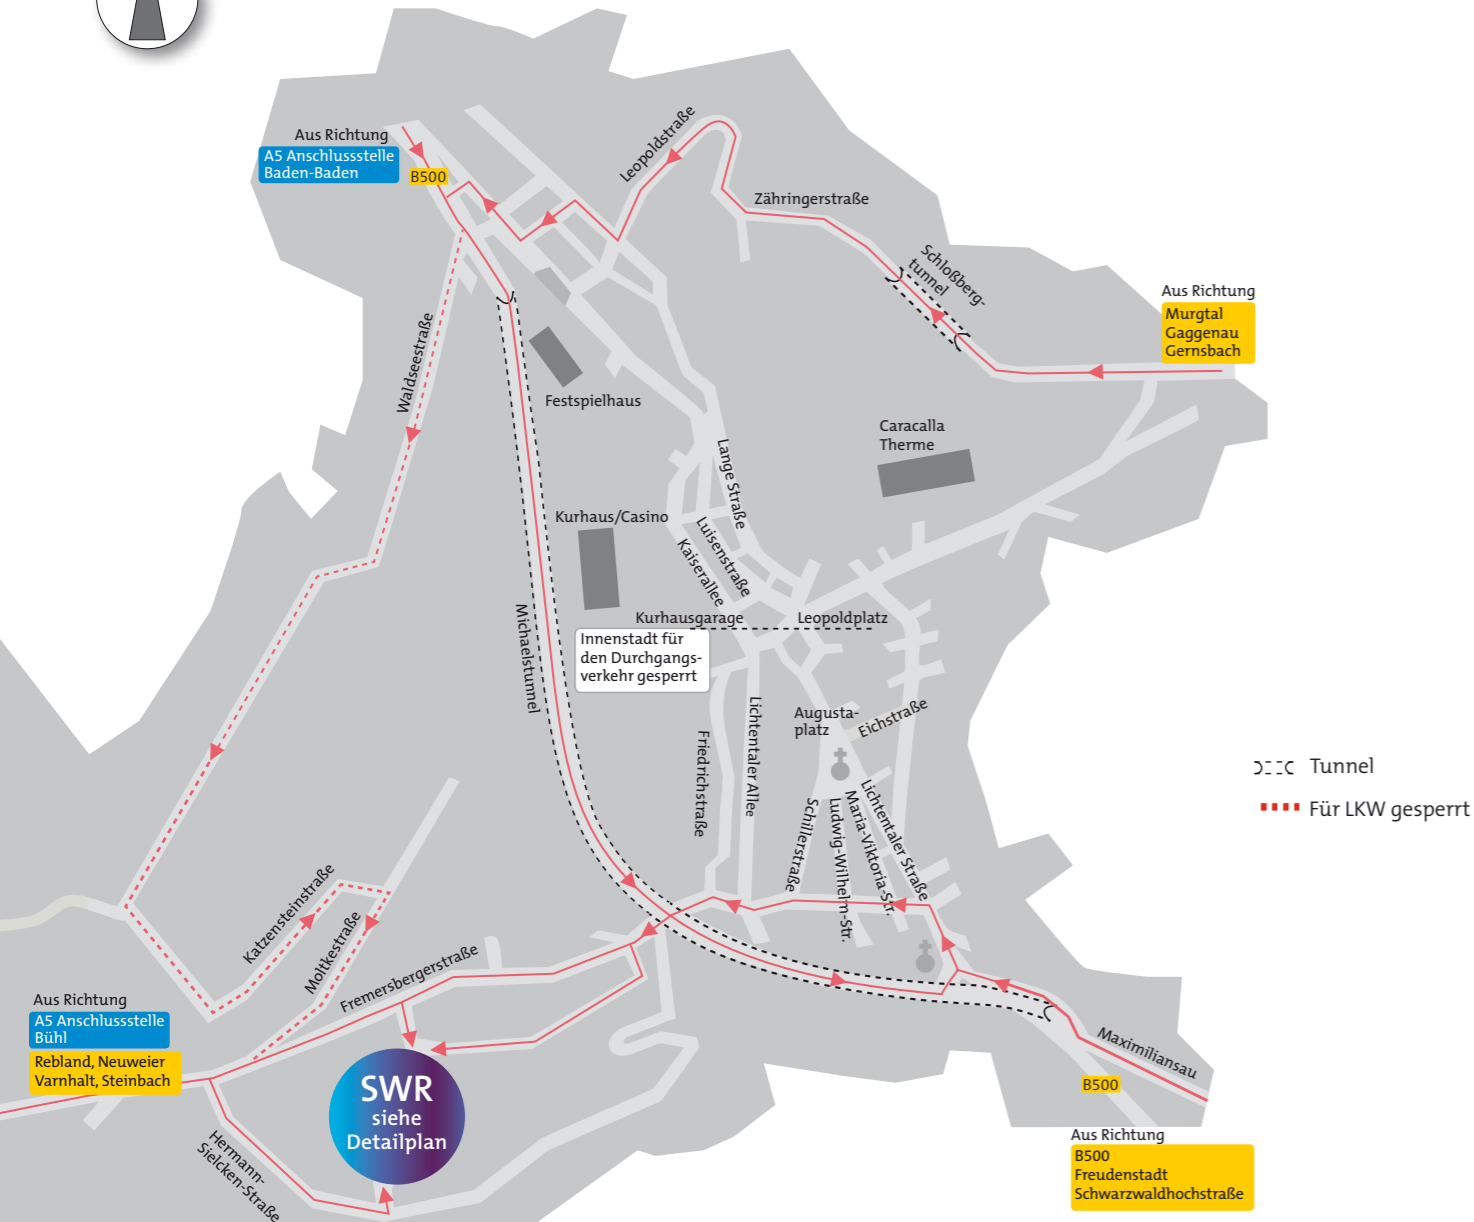 Aus Richtung
A5 Anschlussstelle
Baden-Baden
B500
Leopoldstraße
Zähringerstraße
Schloßberg-
tunnel
Aus Richtung
Murgtal
Gaggenau
Gernsbach
Waldseestraße
Festspielhaus
Caracalla
Therme
Lange Straße
Kurhaus/Casino
Luisenstraße
Kaiserallee
Michaelstunnel
Kurhausgarage
Leopoldplatz
Innenstadt für
den Durchgangs-
verkehr gesperrt
Augusta-
platz
Eichstraße
Friedrichstraße
Lichtentaler Allee
Schillerstraße
Ludwig-Wilhelm-Str.
Maria-Viktoria-Str.
Lichtentaler Straße
Tunnel
Für LKW gesperrt
Katzensteinstraße
Moltkestraße
Fremersbergerstraße
Aus Richtung
A5 Anschlussstelle
Bühl
Rebland, Neuweier
Varnhalt, Steinbach
SWR
siehe
Detailplan
Hermann-
Sielcken-Straße
Maximiliansau
B500
Aus Richtung
B500
Freudenstadt
Schwarzwaldhochstraße